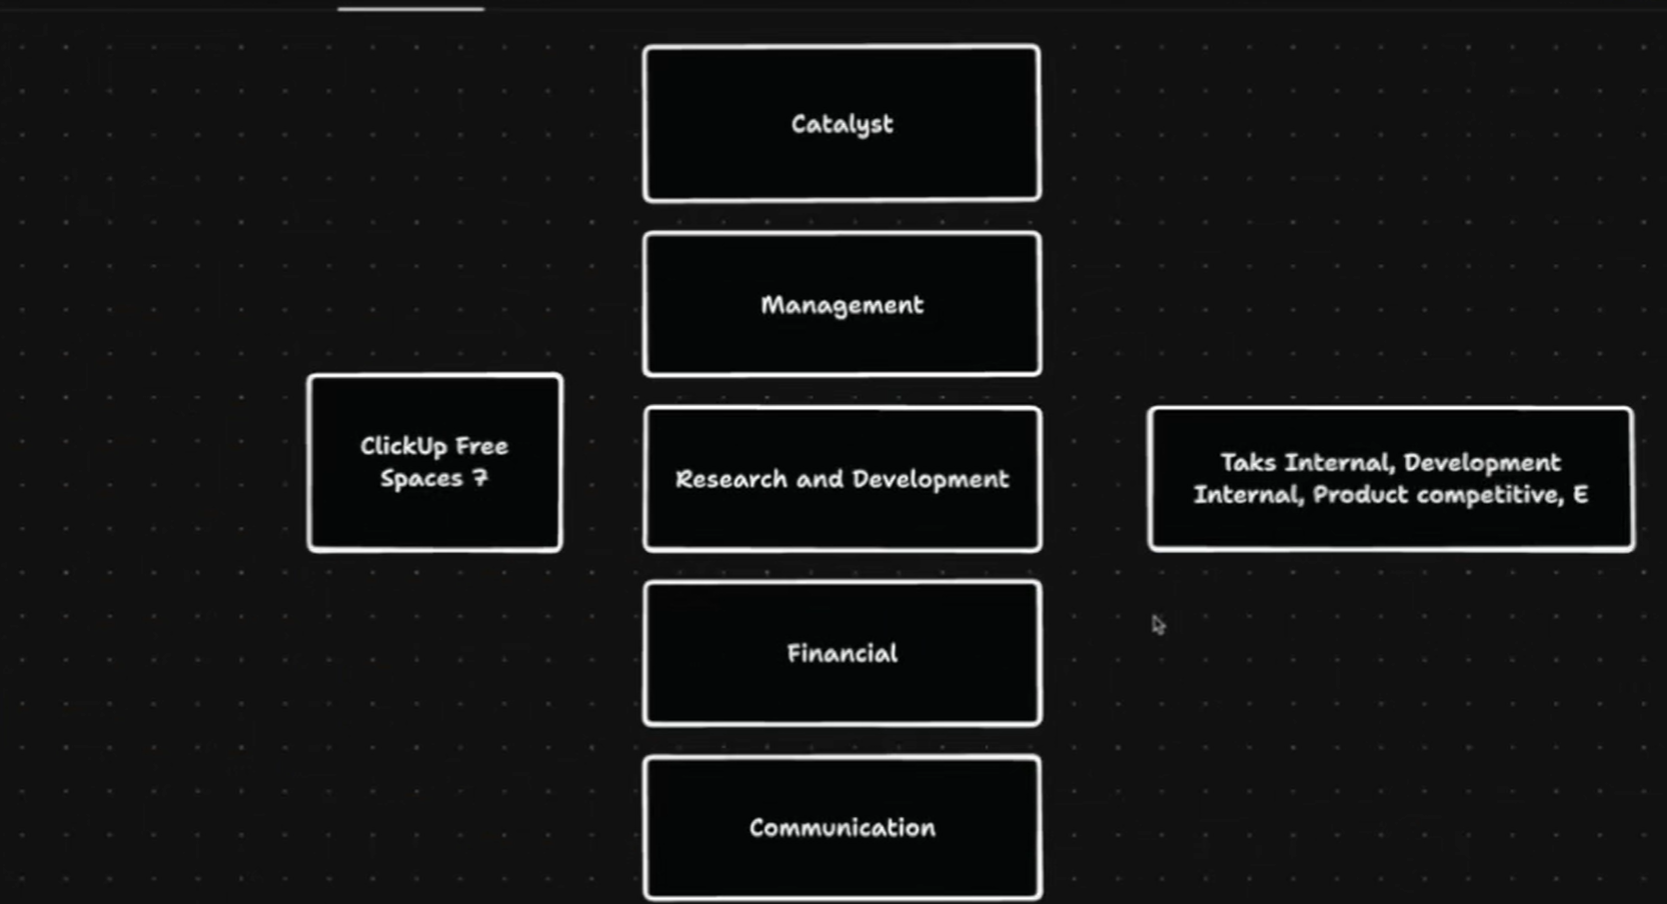 Catalyst
Management
ClickUp Free
Spaces 7
Research and Development
Taks Internal, Development
Internal, Product competitive, E
Financial
Communication